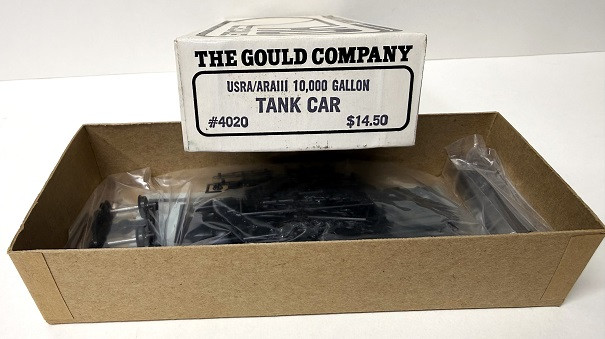 THE GOULD COMPANY
USRA/ARAIII 10,000 GALLON
TANK CAR
#4020 $14.50